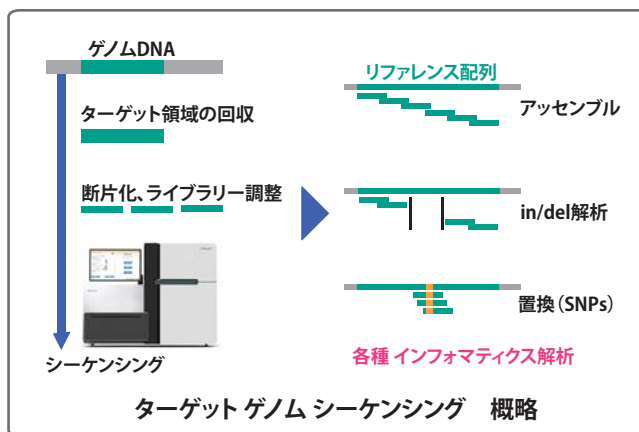 ゲノムDNA
ターゲット領域の回収
断片化、ライブラリー調整
シーケンシング
リファレンス配列
アッセンブル
in/del解析
置換（SNPs）
各種 インフォマティクス解析
ターゲット ゲノム シーケンシング　概略